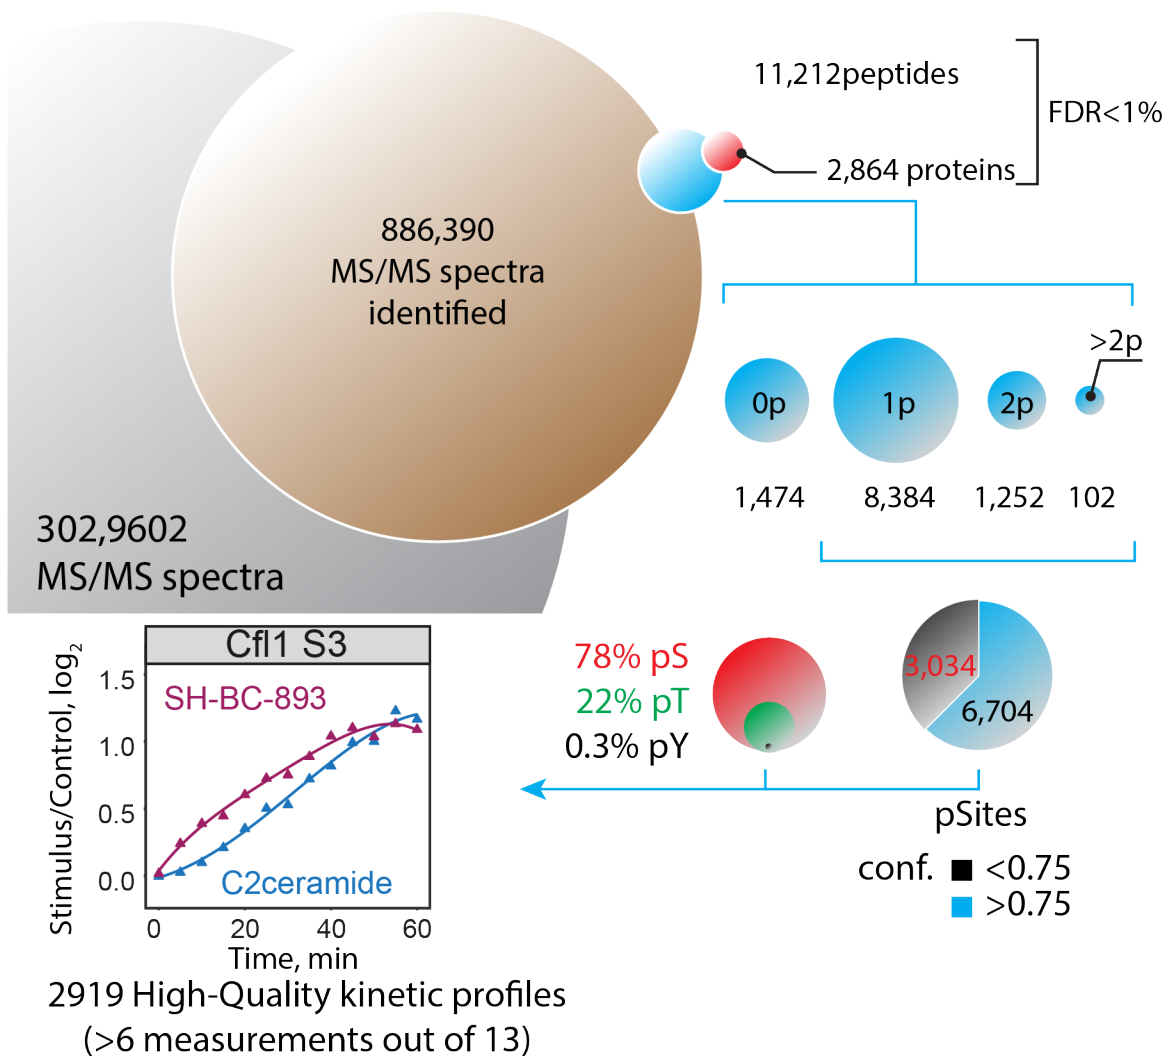 11,212peptides
FDR<1%
2,864 proteins
886,390
MS/MS spectra
identified
>2p
0p
1p
2p
1,474
8,384
1,252
102
302,9602
MS/MS spectra
Cfl1 S3
Stimulus/Control, log2
1.5
1.0
0.5
0.0
SH-BC-893
C2ceramide
0
20
40
60
Time, min
2919 High-Quality kinetic profiles
(>6 measurements out of 13)
78% pS
22% pT
0.3% pY
3,034
6,704
pSites
conf.
<0.75
>0.75